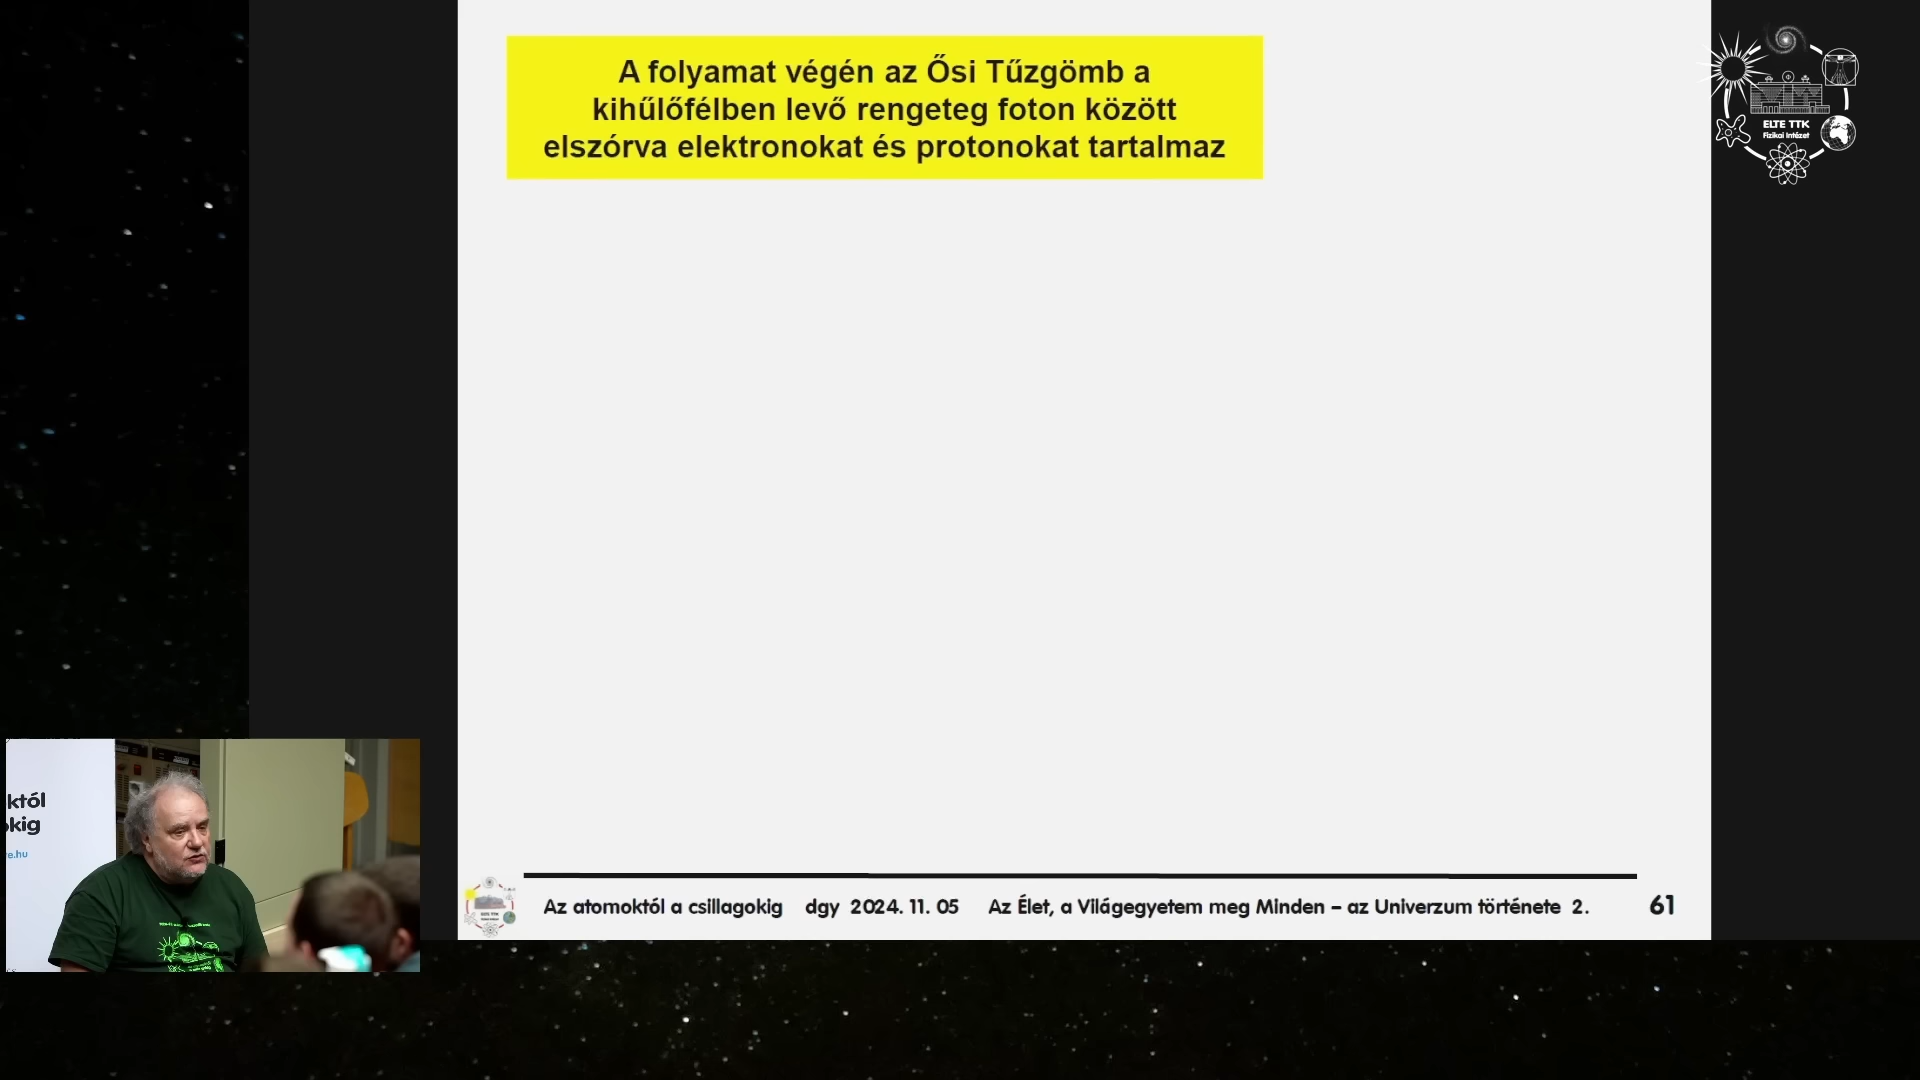 A folyamat végén az Ősi Tűzgömb a
kihűlőfélben levő rengeteg foton között
elszórva elektronokat és protonokat tartalmaz
ELTE TTK
Fizikai Intézet
któl
okig
te.hu
Az atomoktól a csillagokig dgy 2024. 11. 05 Az Élet, a Világegyetem meg Minden – az Univerzum története 2. 61